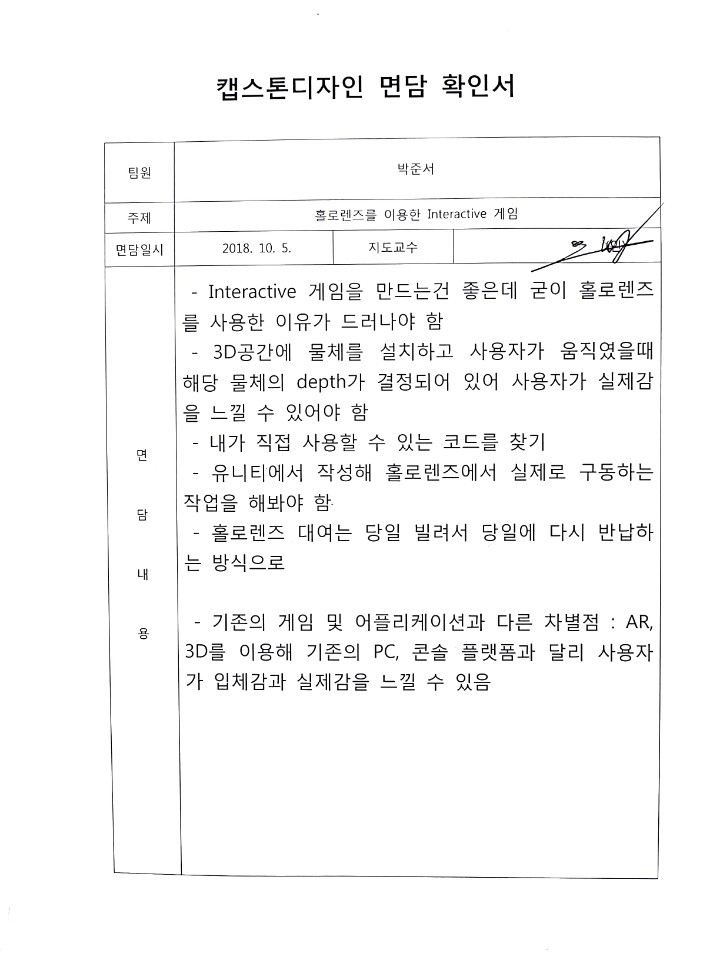 캡스톤디자인 면담 확인서
팀원 박준서
주제 홀로렌즈를 이용한 Interactive 게임
면담일시 2018. 10. 5. 지도교수
면담내용
- Interactive 게임을 만드는건 좋은데 굳이 홀로렌즈
를 사용한 이유가 드러나야 함
- 3D공간에 물체를 설치하고 사용자가 움직였을때
해당 물체의 depth가 결정되어 있어 사용자가 실제감
을 느낄 수 있어야 함
- 내가 직접 사용할 수 있는 코드를 찾기
- 유니티에서 작성해 홀로렌즈에서 실제로 구동하는
작업을 해봐야 함
- 홀로렌즈 대여는 당일 빌려서 당일에 다시 반납하
는 방식으로
- 기존의 게임 및 어플리케이션과 다른 차별점 : AR,
3D를 이용해 기존의 PC, 콘솔 플랫폼과 달리 사용자
가 입체감과 실제감을 느낄 수 있음